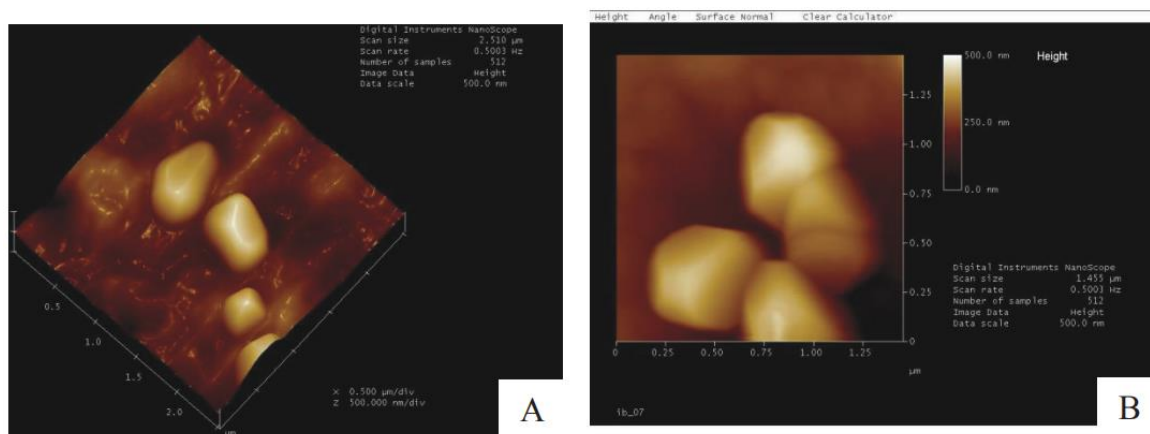 Digital Instruments NanoScope
Scan size 2.510 µm
Scan rate 0.5003 Hz
Number of samples 512
Image Data Height
Data scale 500.0 nm
0.5
1.0
1.5
2.0
µm
X 0.500 µm/div
Z 500.000 nm/div
A
Height Angle Surface Normal Clear Calculator
500.0 nm
Height
250.0 nm
0.0 nm
1.25
1.00
0.75
0.50
0.25
0
0 0.25 0.50 0.75 1.00 1.25
µm
Digital Instruments NanoScope
Scan size 1.455 µm
Scan rate 0.5003 Hz
Number of samples 512
Image Data Height
Data scale 500.0 nm
ib_07
B